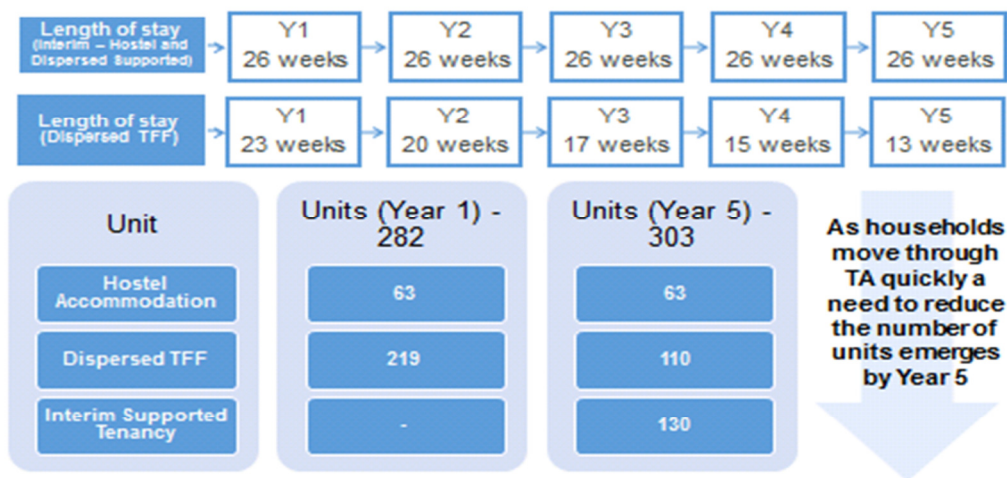 Length of stay
(Interim – Hostel and
Dispersed Supported)
Y1
26 weeks
Y2
26 weeks
Y3
26 weeks
Y4
26 weeks
Y5
26 weeks
Length of stay
(Dispersed TFF)
Y1
23 weeks
Y2
20 weeks
Y3
17 weeks
Y4
15 weeks
Y5
13 weeks
Unit
Units (Year 1) -
282
Units (Year 5) -
303
Hostel
Accommodation
63
63
Dispersed TFF
219
110
Interim Supported
Tenancy
-
130
As households
move through
TA quickly a
need to reduce
the number of
units emerges
by Year 5